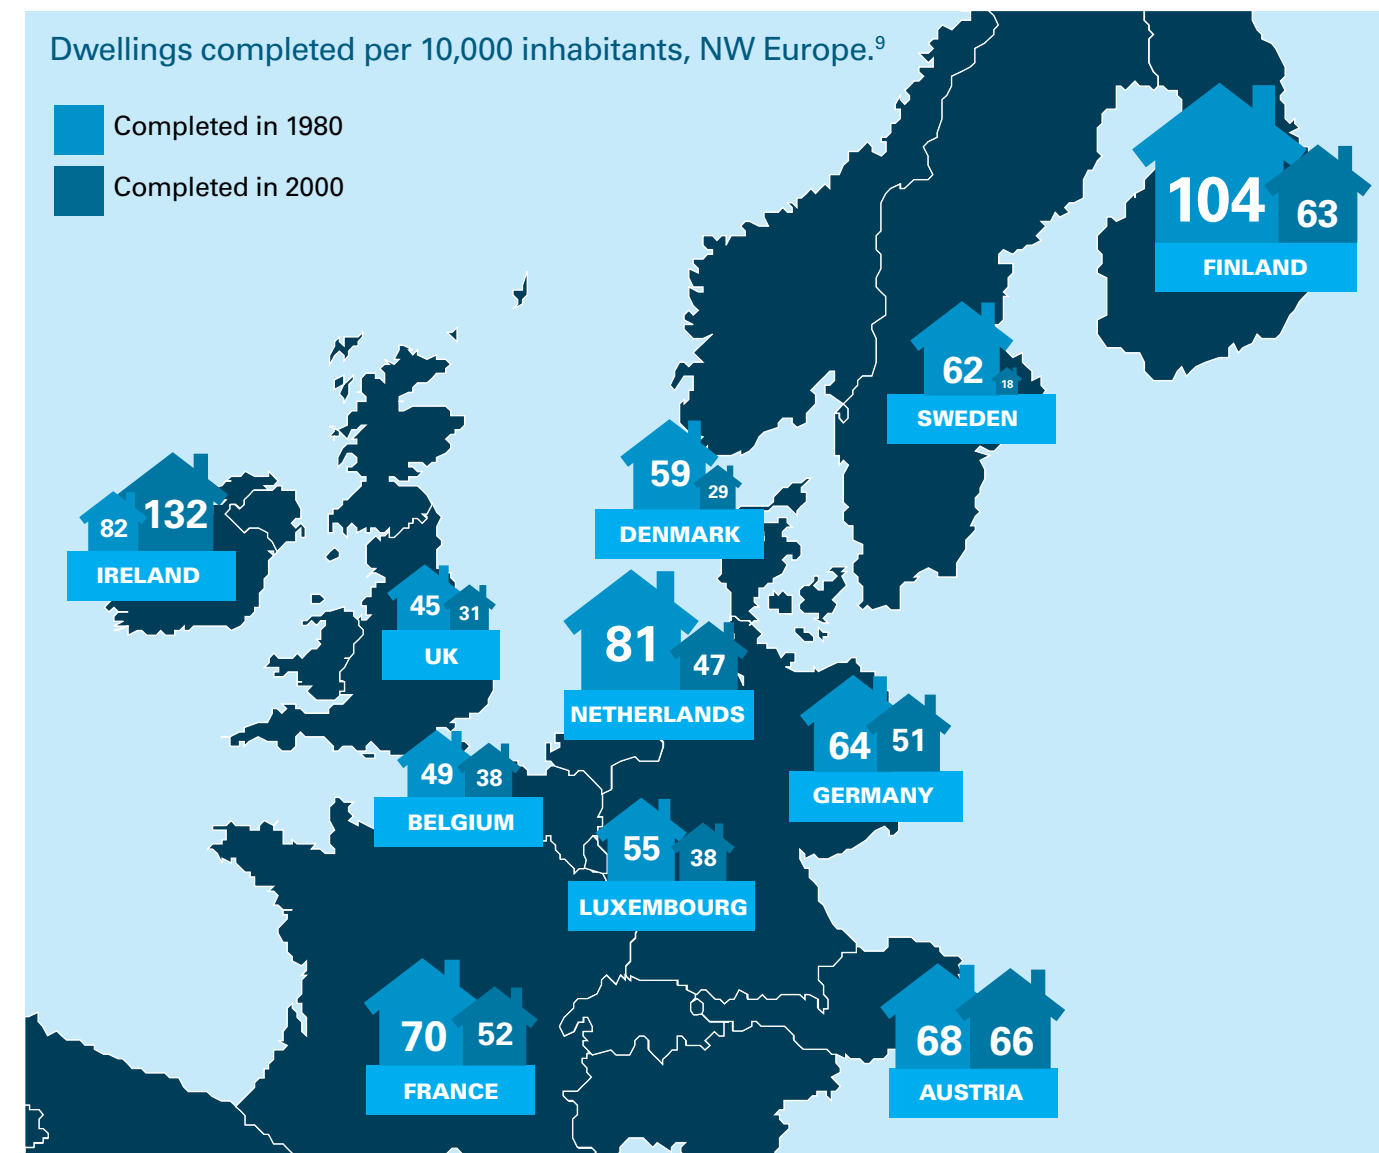 Dwellings completed per 10,000 inhabitants, NW Europe.9
Completed in 1980
Completed in 2000
104 63
FINLAND
62 18
SWEDEN
59 29
DENMARK
82 132
IRELAND
45 31
UK
81 47
NETHERLANDS
64 51
GERMANY
49 38
BELGIUM
55 38
LUXEMBOURG
70 52
FRANCE
68 66
AUSTRIA